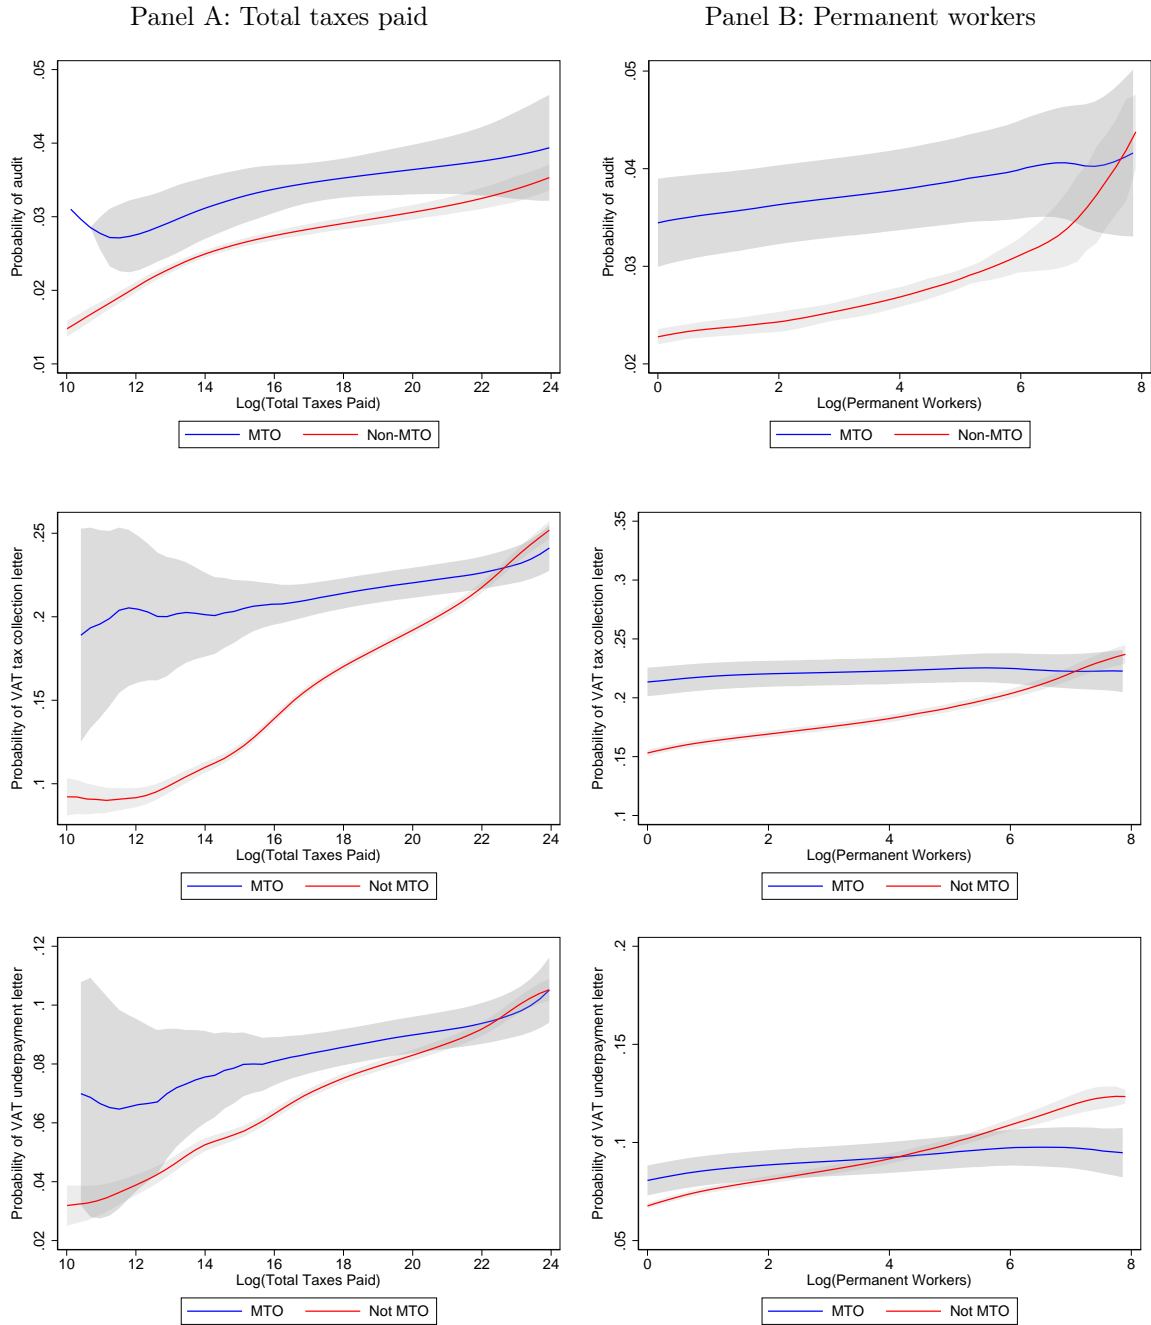 Panel A: Total taxes paid
Panel B: Permanent workers
Probability of audit
.05
.04
.03
.02
.01
10 12 14 16 18 20 22 24
Log(Total Taxes Paid)
MTO Non-MTO
Probability of audit
.05
.04
.03
.02
0 2 4 6 8
Log(Permanent Workers)
MTO Non-MTO
Probability of VAT tax collection letter
.25
.2
.15
.1
10 12 14 16 18 20 22 24
Log(Total Taxes Paid)
MTO Not MTO
Probability of VAT tax collection letter
.35
.3
.25
.2
.15
.1
0 2 4 6 8
Log(Permanent Workers)
MTO Not MTO
Probability of VAT underpayment letter
.12
.1
.08
.06
.04
.02
10 12 14 16 18 20 22 24
Log(Total Taxes Paid)
MTO Not MTO
Probability of VAT underpayment letter
.2
.15
.1
.05
0 2 4 6 8
Log(Permanent Workers)
MTO Not MTO